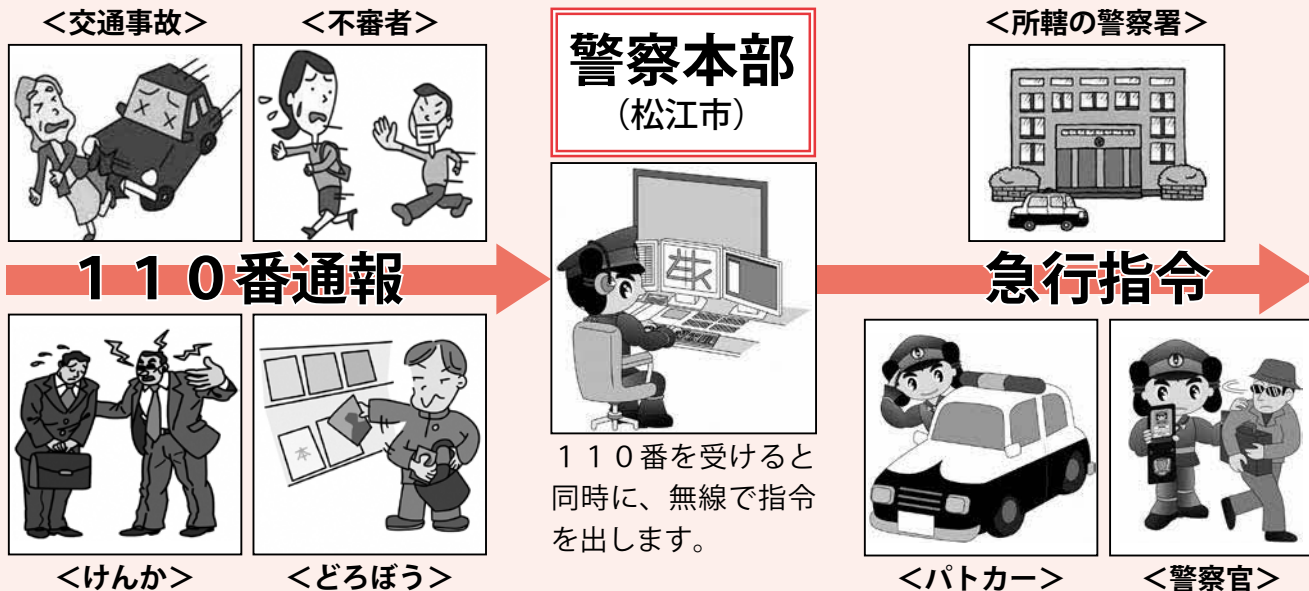 ＜交通事故＞
＜不審者＞
警察本部
（松江市）
＜所轄の警察署＞
１１０番通報
急行指令
本
１１０番を受けると
同時に、無線で指令
を出します。
＜けんか＞
＜どろぼう＞
＜パトカー＞
＜警察官＞